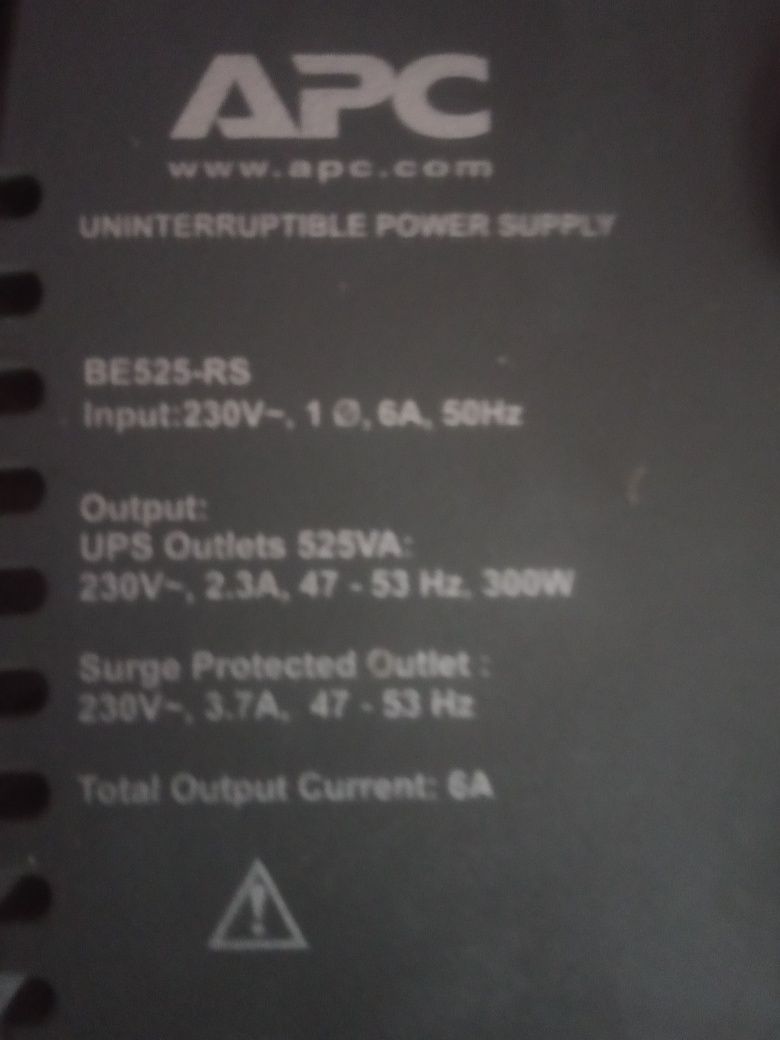 APC
www.apc.com
UNINTERRUPTIBLE POWER SUPPLY
BE525-RS
Input:230V~, 1 Ø, 6A, 50Hz
Output:
UPS Outlets 525VA:
230V~, 2.3A, 47 - 53 Hz, 300W
Surge Protected Outlet :
230V~, 3.7A, 47 - 53 Hz
Total Output Current: 6A
!